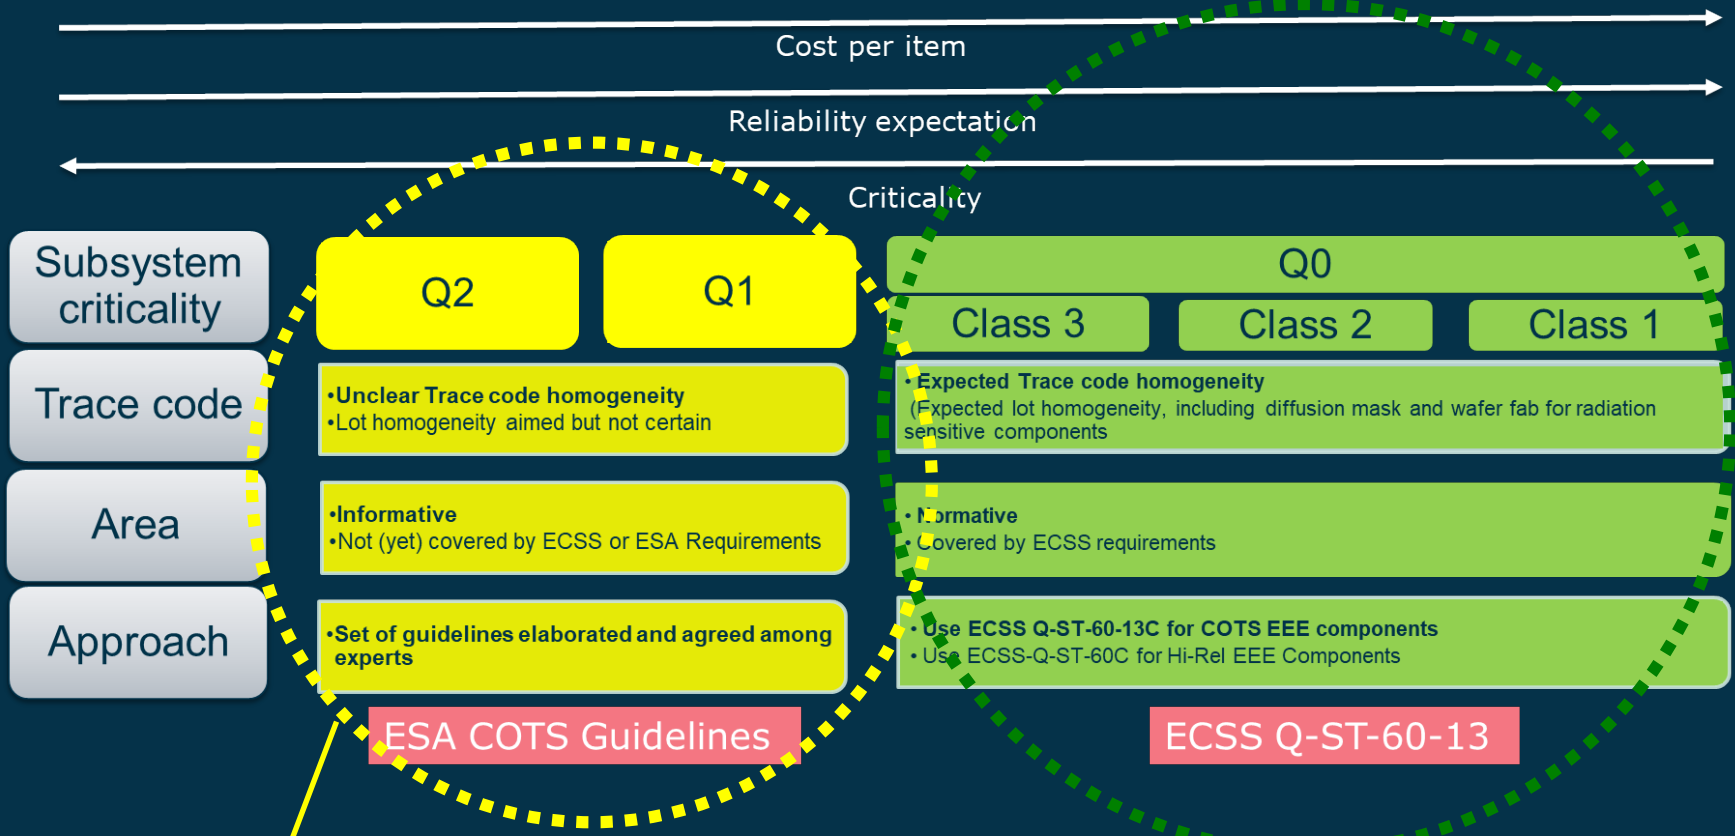 Cost per item
Reliability expectation
Criticality
Subsystem
criticality
Q2
Q1
Q0
Class 3
Class 2
Class 1
Trace code
•Unclear Trace code homogeneity
•Lot homogeneity aimed but not certain
• Expected Trace code homogeneity
(Expected lot homogeneity, including diffusion mask and wafer fab for radiation
sensitive components
Area
•Informative
•Not (yet) covered by ECSS or ESA Requirements
• Normative
• Covered by ECSS requirements
Approach
•Set of guidelines elaborated and agreed among
experts
• Use ECSS Q-ST-60-13C for COTS EEE components
• Use ECSS-Q-ST-60C for Hi-Rel EEE Components
ESA COTS Guidelines
ECSS Q-ST-60-13